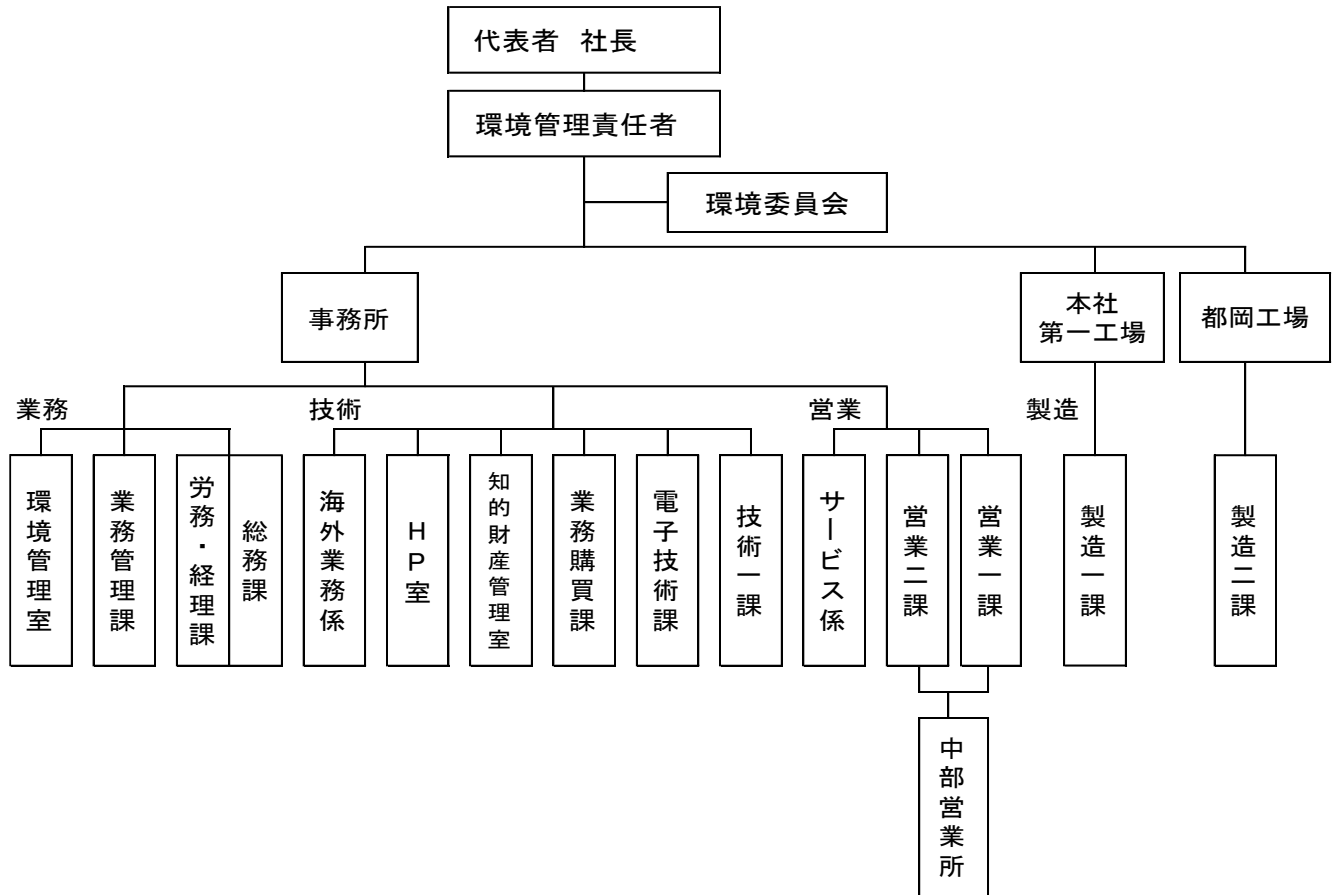 代表者 社長
環境管理責任者
環境委員会
事務所
本社
第一工場
都岡工場
業務
技術
営業
製造
環境管理室
業務管理課
労務・経理課
総務課
海外業務係
HP室
知的財産管理室
業務購買課
電子技術課
技術一課
サービス係
営業二課
営業一課
製造一課
製造二課
中部営業所